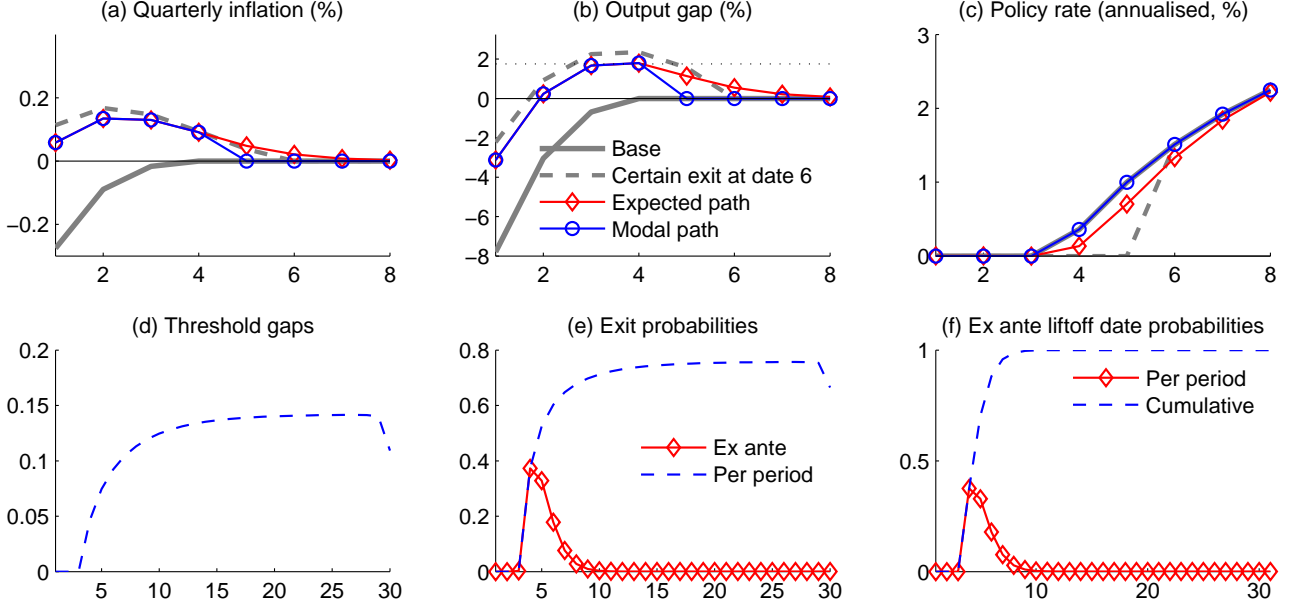 (a) Quarterly inflation (%)
0.2
0
−0.2
2 4 6 8
(b) Output gap (%)
2
0
−2
−4
−6
−8
Base
Certain exit at date 6
Expected path
Modal path
2 4 6 8
(c) Policy rate (annualised, %)
3
2
1
0
2 4 6 8
(d) Threshold gaps
0.2
0.15
0.1
0.05
0
5 10 15 20 25 30
(e) Exit probabilities
0.8
0.6
0.4
0.2
0
Ex ante
Per period
5 10 15 20 25 30
(f) Ex ante liftoff date probabilities
1
0.5
0
Per period
Cumulative
10 20 30